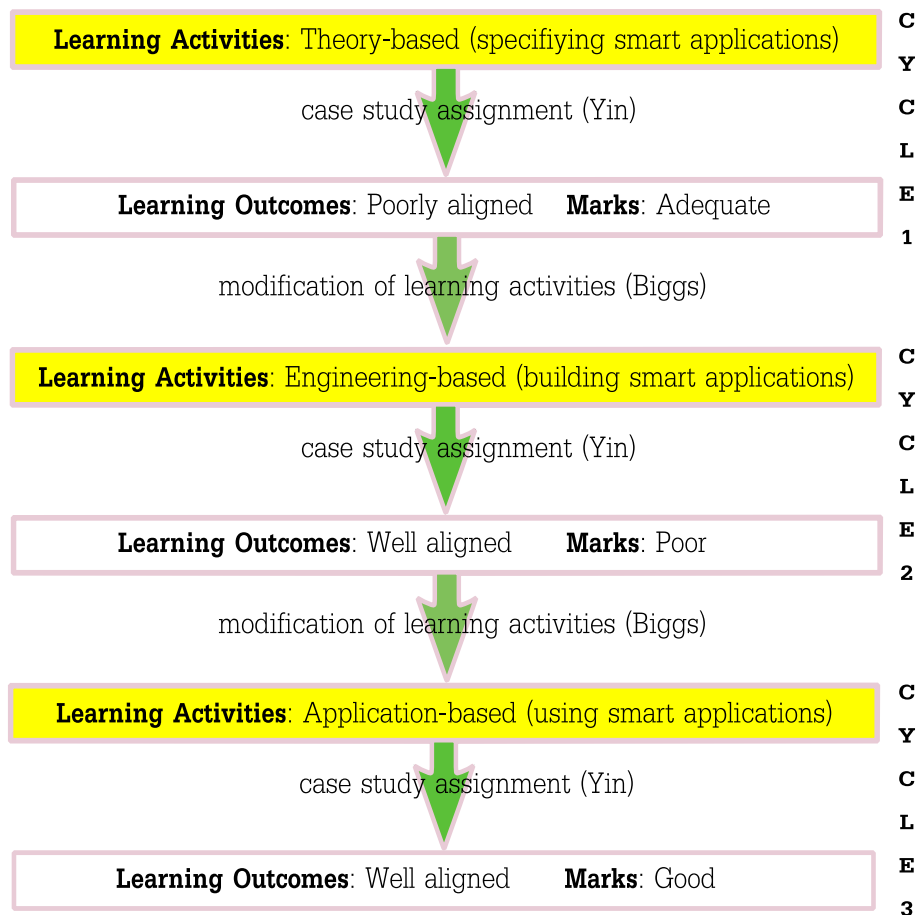 Learning Activities: Theory-based (specifiying smart applications)
case study assignment (Yin)
Learning Outcomes: Poorly aligned Marks: Adequate
CYCLE 1
modification of learning activities (Biggs)
Learning Activities: Engineering-based (building smart applications)
case study assignment (Yin)
Learning Outcomes: Well aligned Marks: Poor
CYCLE 2
modification of learning activities (Biggs)
Learning Activities: Application-based (using smart applications)
case study assignment (Yin)
Learning Outcomes: Well aligned Marks: Good
CYCLE 3